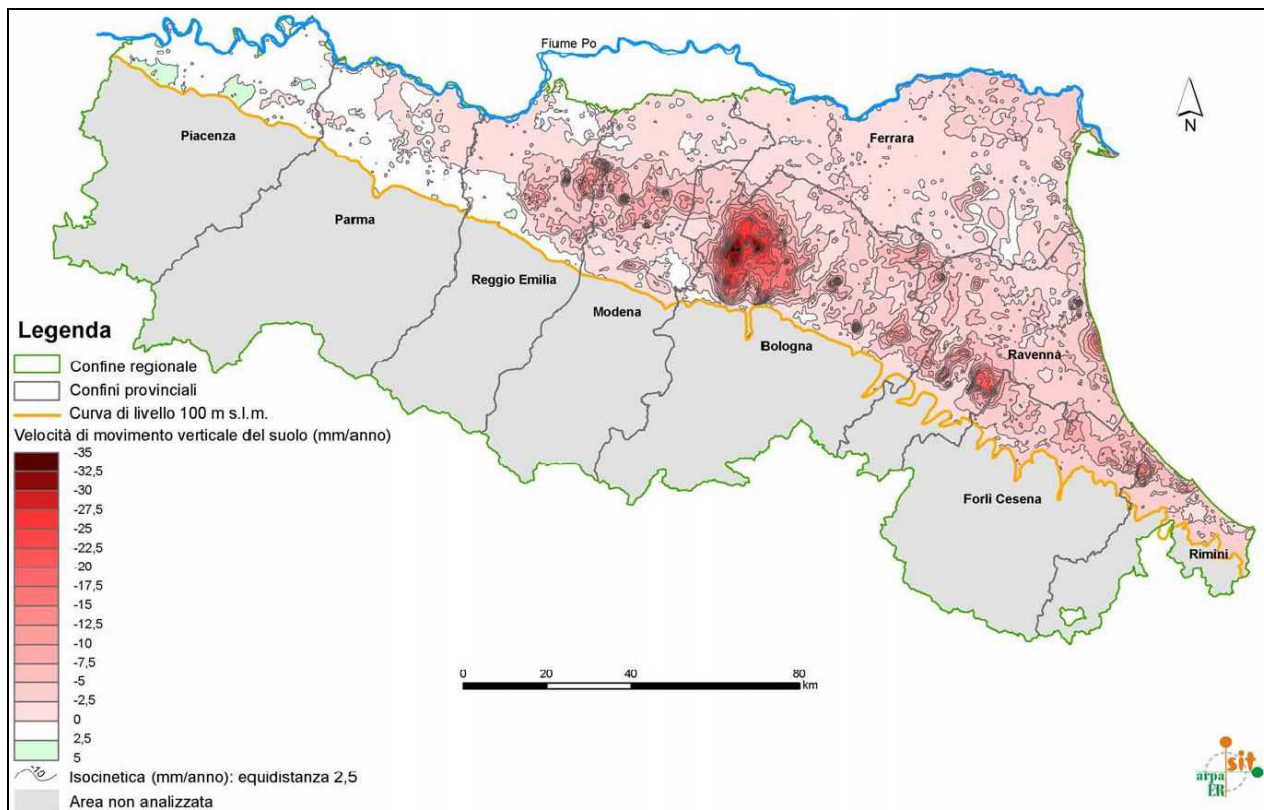 Fiume Po
N
Piacenza
Ferrara
Parma
Reggio Emilia
Modena
Bologna
Ravenna
Forli Cesena
Rimini
Legenda
Confine regionale
Confini provinciali
Curva di livello 100 m s.l.m.
Velocità di movimento verticale del suolo (mm/anno)
-35
-32,5
-30
-27,5
-25
-22,5
-20
-17,5
-15
-12,5
-10
-7,5
-5
-2,5
0
2,5
5
-10
Isocinetica (mm/anno): equidistanza 2,5
Area non analizzata
0 20 40 80
km
sit
arpa
ER